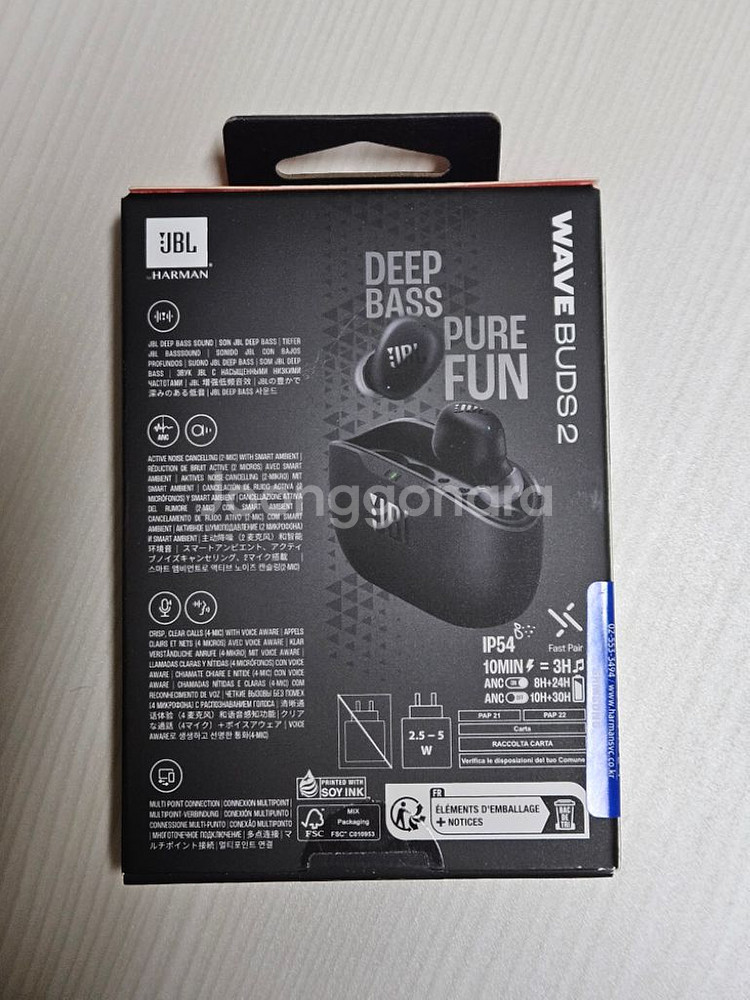 JBL
by HARMAN
WAVE BUDS 2
DEEP
BASS
PURE
FUN
JBL DEEP BASS SOUND | SON JBL DEEP BASS | TIEFER
JBL BASSSOUND | SONIDO JBL CON BAJOS
PROFUNDOS | SUONO JBL DEEP BASS | SOM JBL DEEP
BASS | ЗВУК JBL С НАСЫЩЕННЫМИ НИЗКИМИ
ЧАСТОТАМИ | JBL 增强低频音效 | JBLの豊かで
深みのある低音 | JBL DEEP BASS 사운드
ANC
ACTIVE NOISE CANCELLING (2-MIC) WITH SMART AMBIENT |
RÉDUCTION DE BRUIT ACTIVE (2 MICROS) AVEC SMART
AMBIENT | AKTIVES NOISE CANCELLING (2-MIKRO) MIT
SMART AMBIENT | CANCELACIÓN DE RUIDO ACTIVA (2
MICRÓFONOS) Y SMART AMBIENT | CANCELLAZIONE ATTIVA
DEL RUMORE (2-MIC) CON SMART AMBIENT |
CANCELAMENTO DE RUÍDO ATIVO (2-MIC) COM SMART
AMBIENT | АКТИВНОЕ ШУМОПОДАВЛЕНИЕ (2 МИКРОФОНА)
И SMART AMBIENT | 主动降噪（2麦克风）和智能
环境音 | スマートアンビエント、アクティ
ブノイズキャンセリング、2マイク搭載 |
스마트 앰비언트로 액티브 노이즈 캔슬링(2-MIC)
joonggonara
CRISP, CLEAR CALLS (4-MIC) WITH VOICE AWARE | APPELS
CLAIRS ET NETS (4 MICROS) AVEC VOICE AWARE | KLAR
VERSTÄNDLICHE ANRUFE (4-MIKRO) MIT VOICE AWARE |
LLAMADAS CLARAS Y NÍTIDAS (4 MICRÓFONOS) CON VOICE
AWARE | CHIAMATE CHIARE E NITIDE (4-MIC) CON VOICE
AWARE | CHAMADAS NÍTIDAS E CLARAS (4-MIC) COM
RECONHECIMENTO DE VOZ | ЧЕТКИЕ ВЫЗОВЫ БЕЗ ПОМЕХ
(4 МИКРОФОНА) С РАСПОЗНАВАНИЕМ ГОЛОСА | 清晰通
话体验（4麦克风）和语音感知功能 | クリア
な通話（4マイク）＋ボイスアウェア | VOICE
AWARE로 생생하고 선명한 통화(4-MIC)
MULTI POINT CONNECTION | CONNEXION MULTIPOINT |
MULTIPOINT-VERBINDUNG | CONEXIÓN MULTIPUNTO |
CONNESSIONE MULTI-PUNTO | CONEXÃO MULTIPONTO
| МНОГОТОЧЕЧНОЕ ПОДКЛЮЧЕНИЕ | 多点连接 | マ
ルチポイント接続 | 멀티포인트 연결
JBL
JBL
IP54
Fast Pair
10MIN = 3H
ANC ON 8H+24H
ANC OFF 10H+30H
PAP 21
PAP 22
Carta
RACCOLTA CARTA
Verifica le disposizioni del tuo Comune
2.5 – 5
W
PRINTED WITH
SOY INK
FSC
MIX
Packaging
FSC™ C010953
FR
ÉLÉMENTS D'EMBALLAGE
+ NOTICES
BAC
DE
TRI
02-553-3494 / www.harmansvc.co.kr